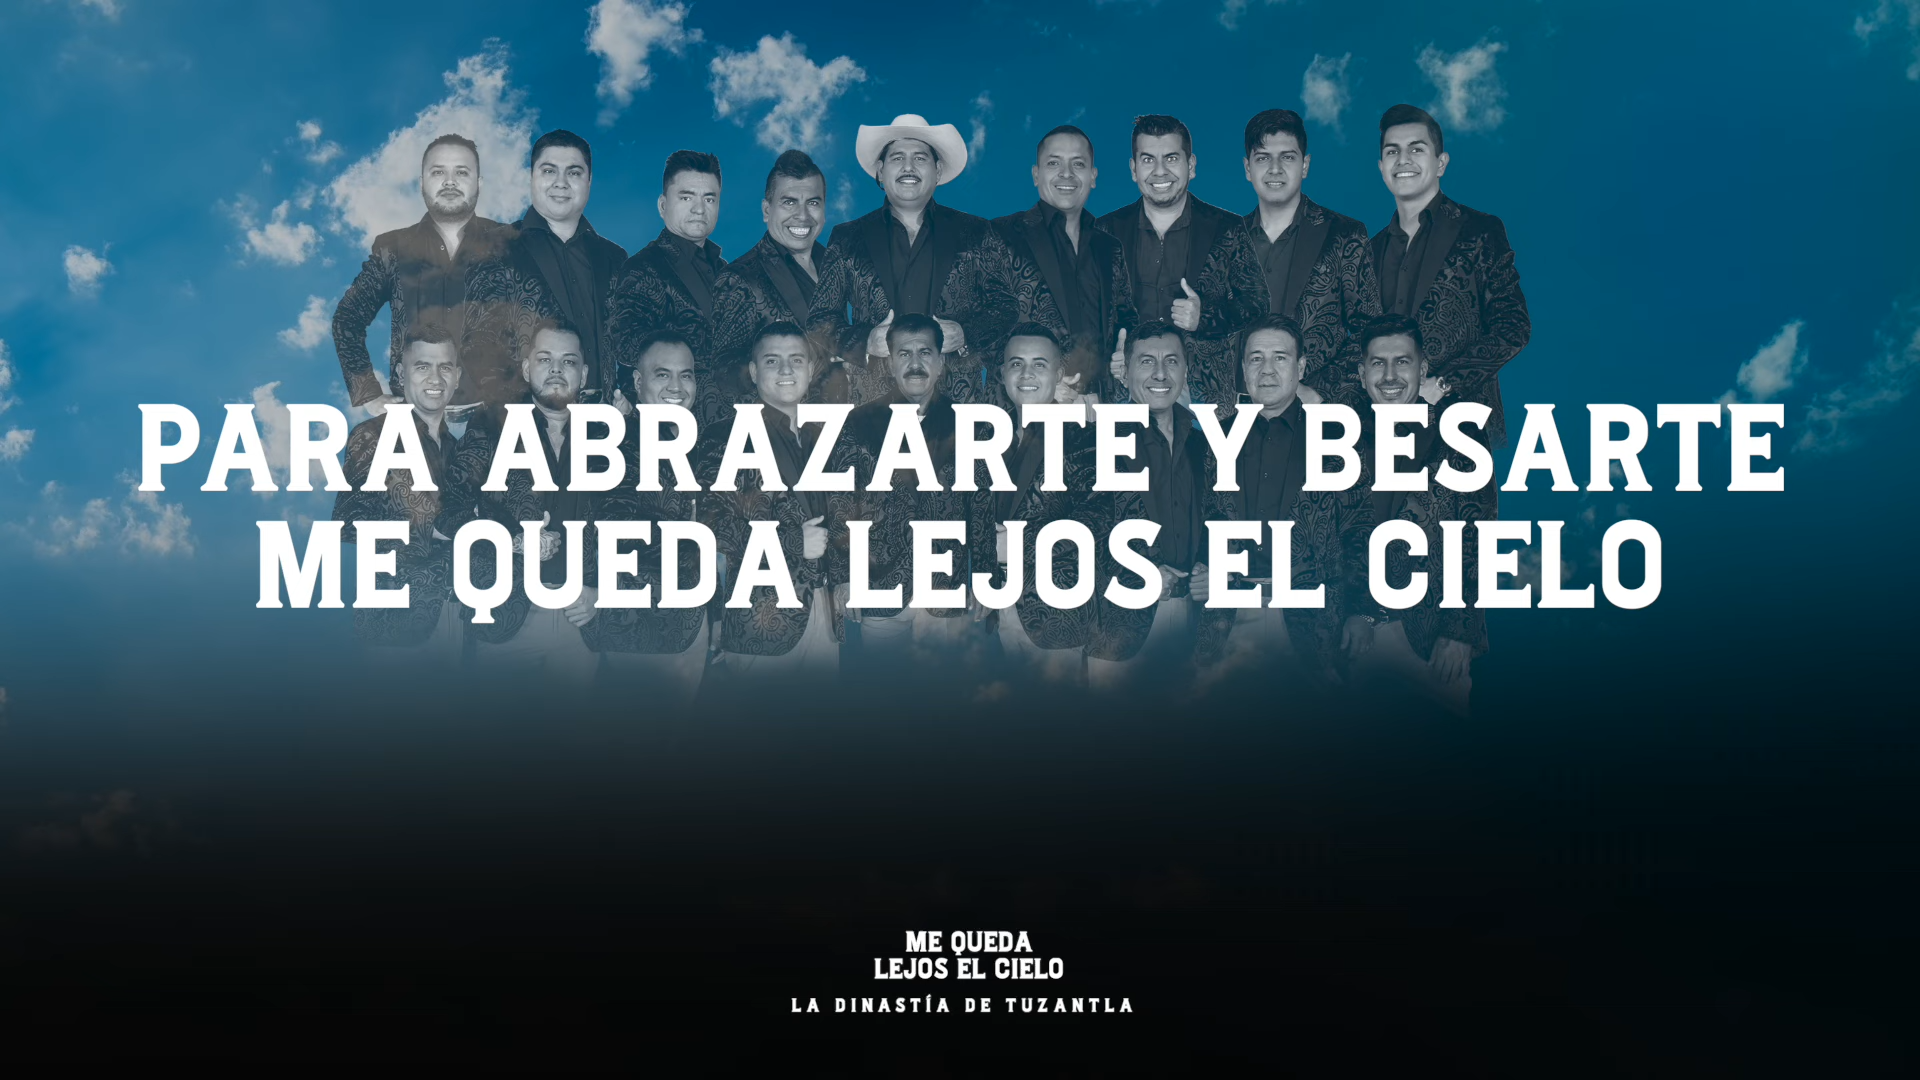 PARA ABRAZARTE Y BESARTE
ME QUEDA LEJOS EL CIELO
ME QUEDA
LEJOS EL CIELO
LA DINASTÍA DE TUZANTLA